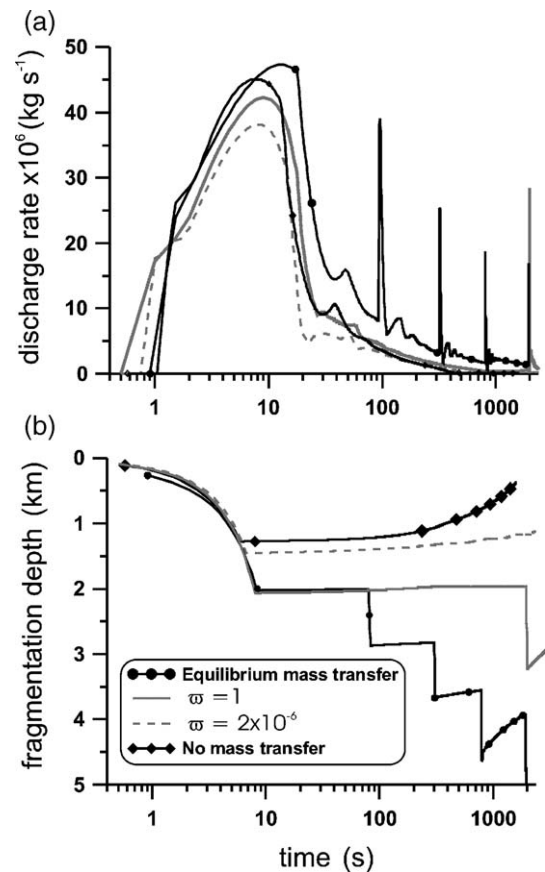 (a)
discharge rate x10⁶ (kg s⁻¹)
50
40
30
20
10
0
1
10
100
1000
(b)
fragmentation depth (km)
0
1
2
3
4
5
Equilibrium mass transfer
ϖ = 1
ϖ = 2x10⁻⁶
No mass transfer
1
10
100
1000
time (s)